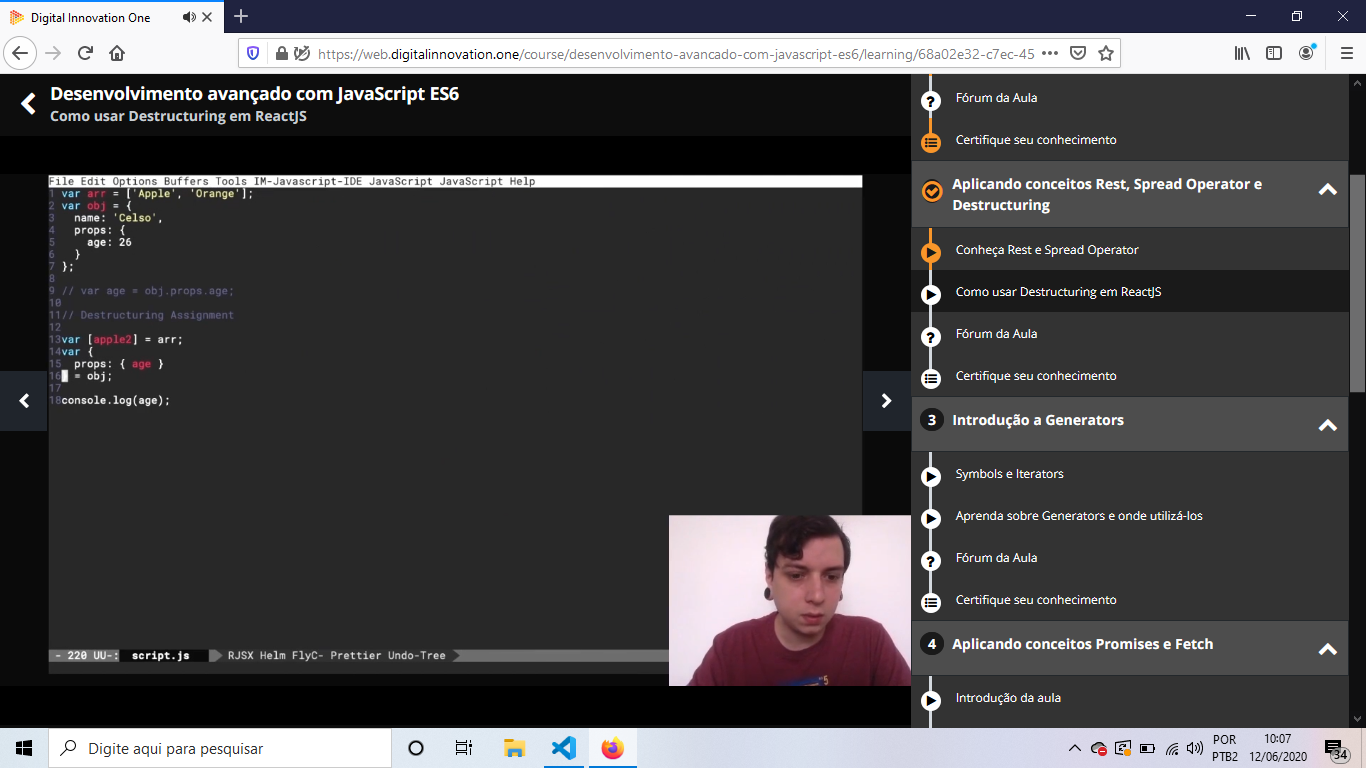 Digital Innovation One
https://web.digitalinnovation.one/course/desenvolvimento-avancado-com-javascript-es6/learning/68a02e32-c7ec-45
Desenvolvimento avançado com JavaScript ES6
Como usar Destructuring em ReactJS
File Edit Options Buffers Tools IM-Javascript-IDE JavaScript JavaScript Help
1 var arr = ['Apple', 'Orange'];
2 var obj = {
3 name: 'Celso',
4 props: {
5 age: 26
6 }
7 };
8
9 // var age = obj.props.age;
10
11 // Destructuring Assignment
12
13 var [apple2] = arr;
14 var {
15 props: { age }
16 } = obj;
17
18 console.log(age);
- 220 UU-: script.js RJSX Helm FlyC- Prettier Undo-Tree
5
Fórum da Aula
Certifique seu conhecimento
Aplicando conceitos Rest, Spread Operator e
Destructuring
Conheça Rest e Spread Operator
Como usar Destructuring em ReactJS
Fórum da Aula
Certifique seu conhecimento
3 Introdução a Generators
Symbols e Iterators
Aprenda sobre Generators e onde utilizá-los
Fórum da Aula
Certifique seu conhecimento
4 Aplicando conceitos Promises e Fetch
Introdução da aula
Digite aqui para pesquisar
POR
PTB2
10:07
12/06/2020
34